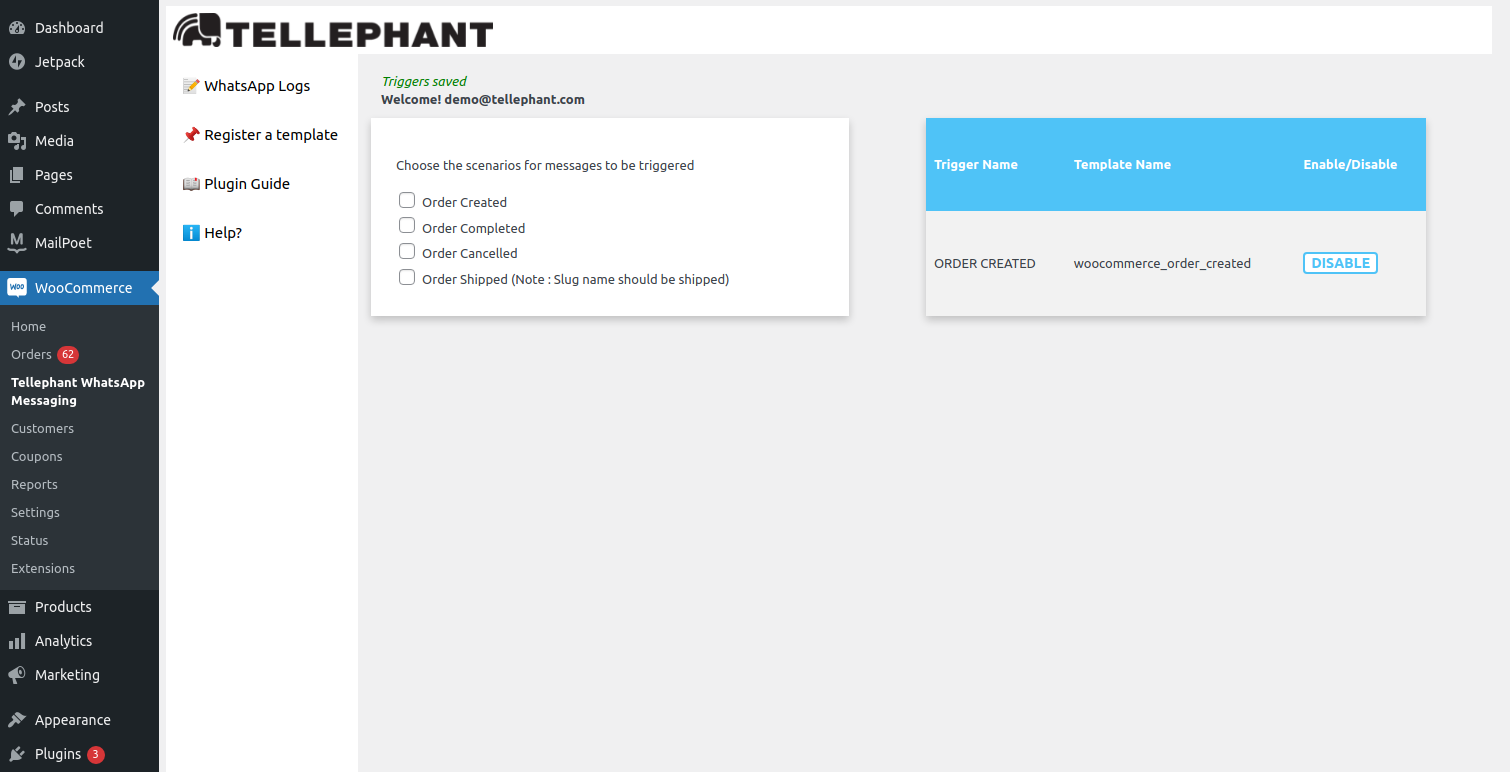 Dashboard
Jetpack
Posts
Media
Pages
Comments
MailPoet
WooCommerce
Home
Orders 62
Tellephant WhatsApp
Messaging
Customers
Coupons
Reports
Settings
Status
Extensions
Products
Analytics
Marketing
Appearance
Plugins 3
TELLEPHANT
WhatsApp Logs
Register a template
Plugin Guide
Help?
Triggers saved
Welcome! demo@tellephant.com
Choose the scenarios for messages to be triggered
Order Created
Order Completed
Order Cancelled
Order Shipped (Note : Slug name should be shipped)
Trigger Name Template Name Enable/Disable
ORDER CREATED woocommerce_order_created DISABLE